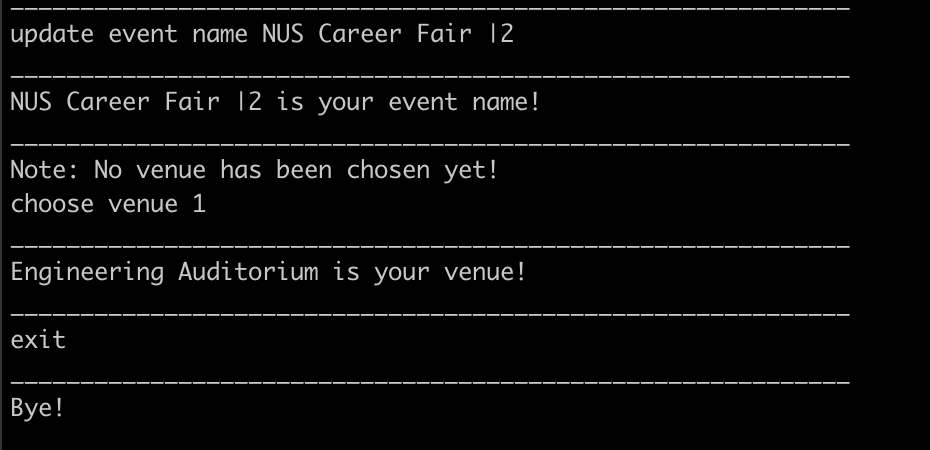 ____________________________________________________________
update event name NUS Career Fair |2
____________________________________________________________
NUS Career Fair |2 is your event name!
____________________________________________________________
Note: No venue has been chosen yet!
choose venue 1
____________________________________________________________
Engineering Auditorium is your venue!
____________________________________________________________
exit
____________________________________________________________
Bye!